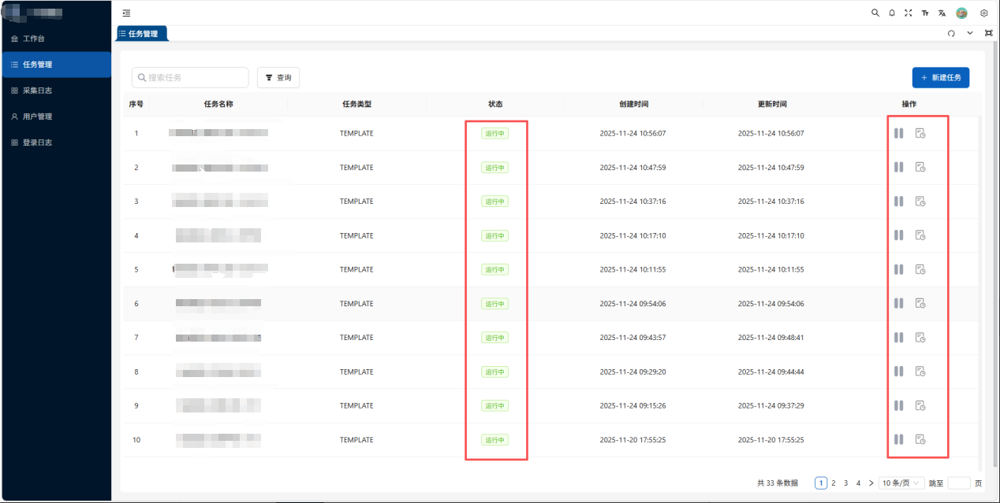 工作台
任务管理
采集日志
用户管理
登录日志
任务管理
搜索任务 查询 + 新建任务
序号 任务名称 任务类型 状态 创建时间 更新时间 操作
1 TEMPLATE 运行中 2025-11-24 10:56:07 2025-11-24 10:56:07
2 TEMPLATE 运行中 2025-11-24 10:47:59 2025-11-24 10:47:59
3 TEMPLATE 运行中 2025-11-24 10:37:16 2025-11-24 10:37:16
4 TEMPLATE 运行中 2025-11-24 10:17:10 2025-11-24 10:17:10
5 TEMPLATE 运行中 2025-11-24 10:11:55 2025-11-24 10:11:55
6 TEMPLATE 运行中 2025-11-24 09:54:06 2025-11-24 09:54:06
7 TEMPLATE 运行中 2025-11-24 09:43:57 2025-11-24 09:48:41
8 TEMPLATE 运行中 2025-11-24 09:29:20 2025-11-24 09:44:44
9 TEMPLATE 运行中 2025-11-24 09:15:26 2025-11-24 09:37:29
10 TEMPLATE 运行中 2025-11-20 17:55:25 2025-11-20 17:55:25
共 33 条数据 1 2 3 4 > 10 条/页 跳至 页